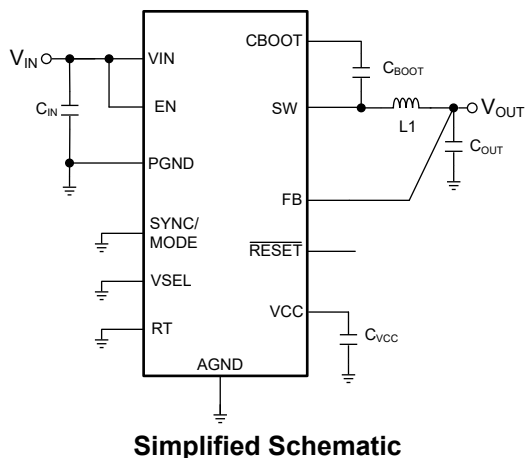 CBOOT
VIN
VIN
CBOOT
CIN
EN
SW
VOUT
L1
COUT
PGND
FB
SYNC/
MODE
RESET
VSEL
VCC
RT
CVCC
AGND
Simplified Schematic